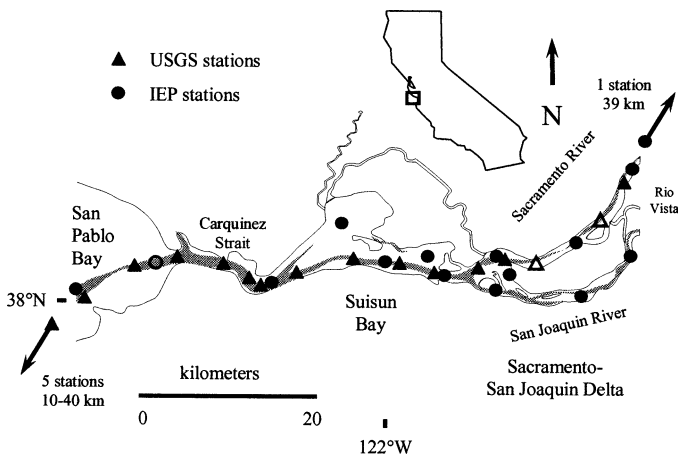 USGS stations
IEP stations
1 station
39 km
N
Sacramento River
Rio
Vista
San
Pablo
Bay
Carquinez
Strait
38°N
Suisun
Bay
San Joaquin River
Sacramento-
San Joaquin Delta
5 stations
10-40 km
kilometers
0
20
122°W